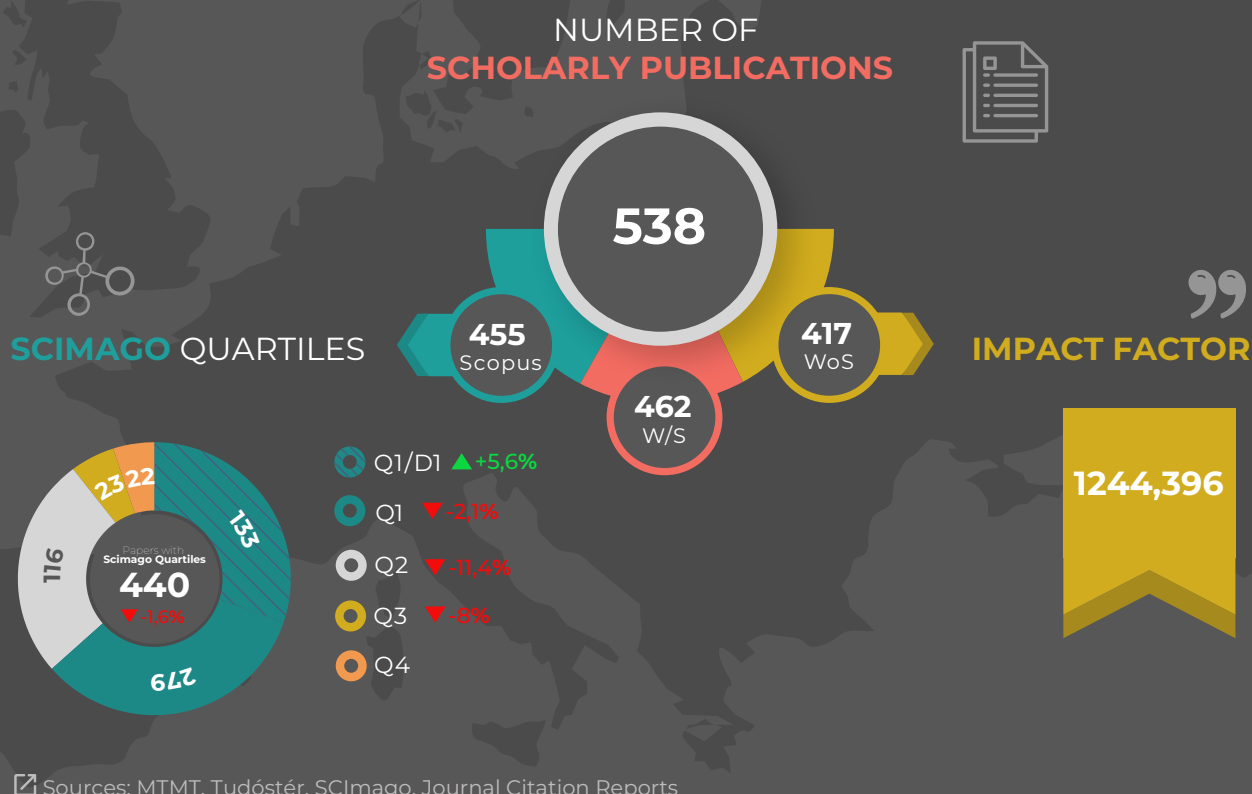 NUMBER OF
SCHOLARLY PUBLICATIONS
538
455
Scopus
462
W/S
417
WoS
SCIMAGO QUARTILES
133
279
116
23
22
Papers with
Scimago Quartiles
440
-1,6%
Q1/D1 +5,6%
Q1 -2,1%
Q2 -11,4%
Q3 -8%
Q4
IMPACT FACTOR
1244,396
Sources: MTMT, Tudóstér, SCImago, Journal Citation Reports